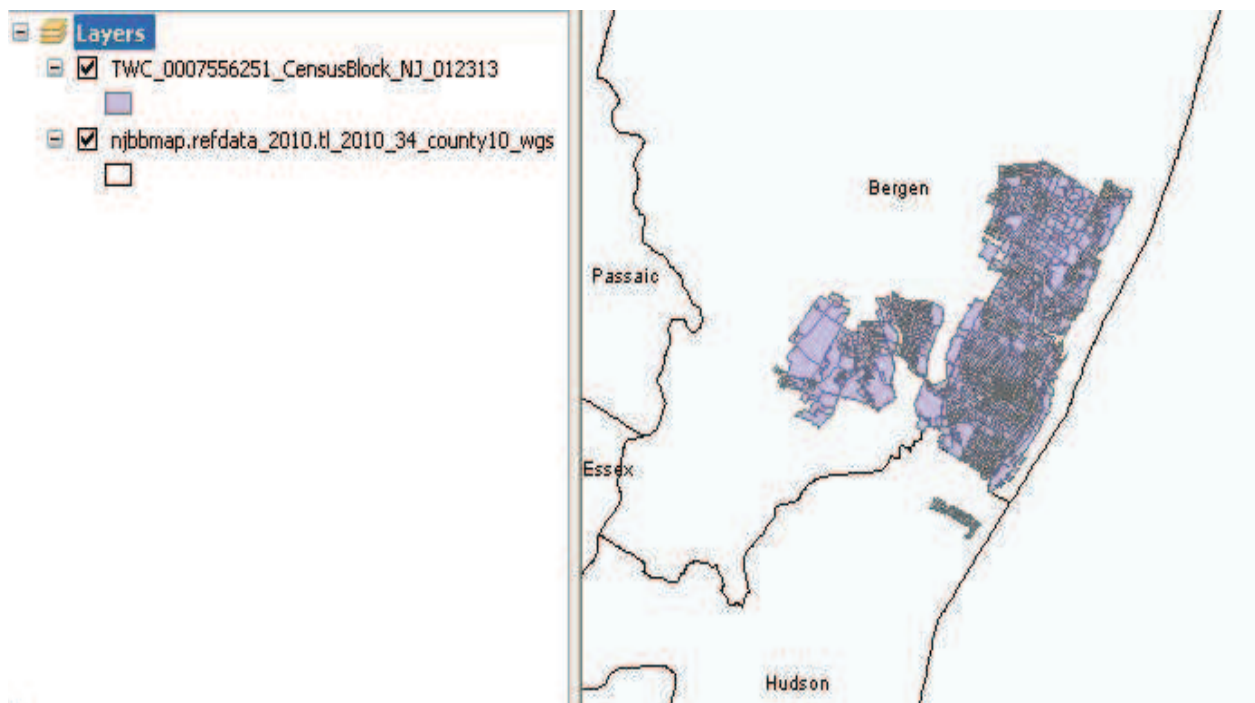 Layers
TWC_0007556251_CensusBlock_NJ_012313
njbbmap.refdata_2010.tl_2010_34_county10_wgs
Bergen
Passaic
Essex
Hudson